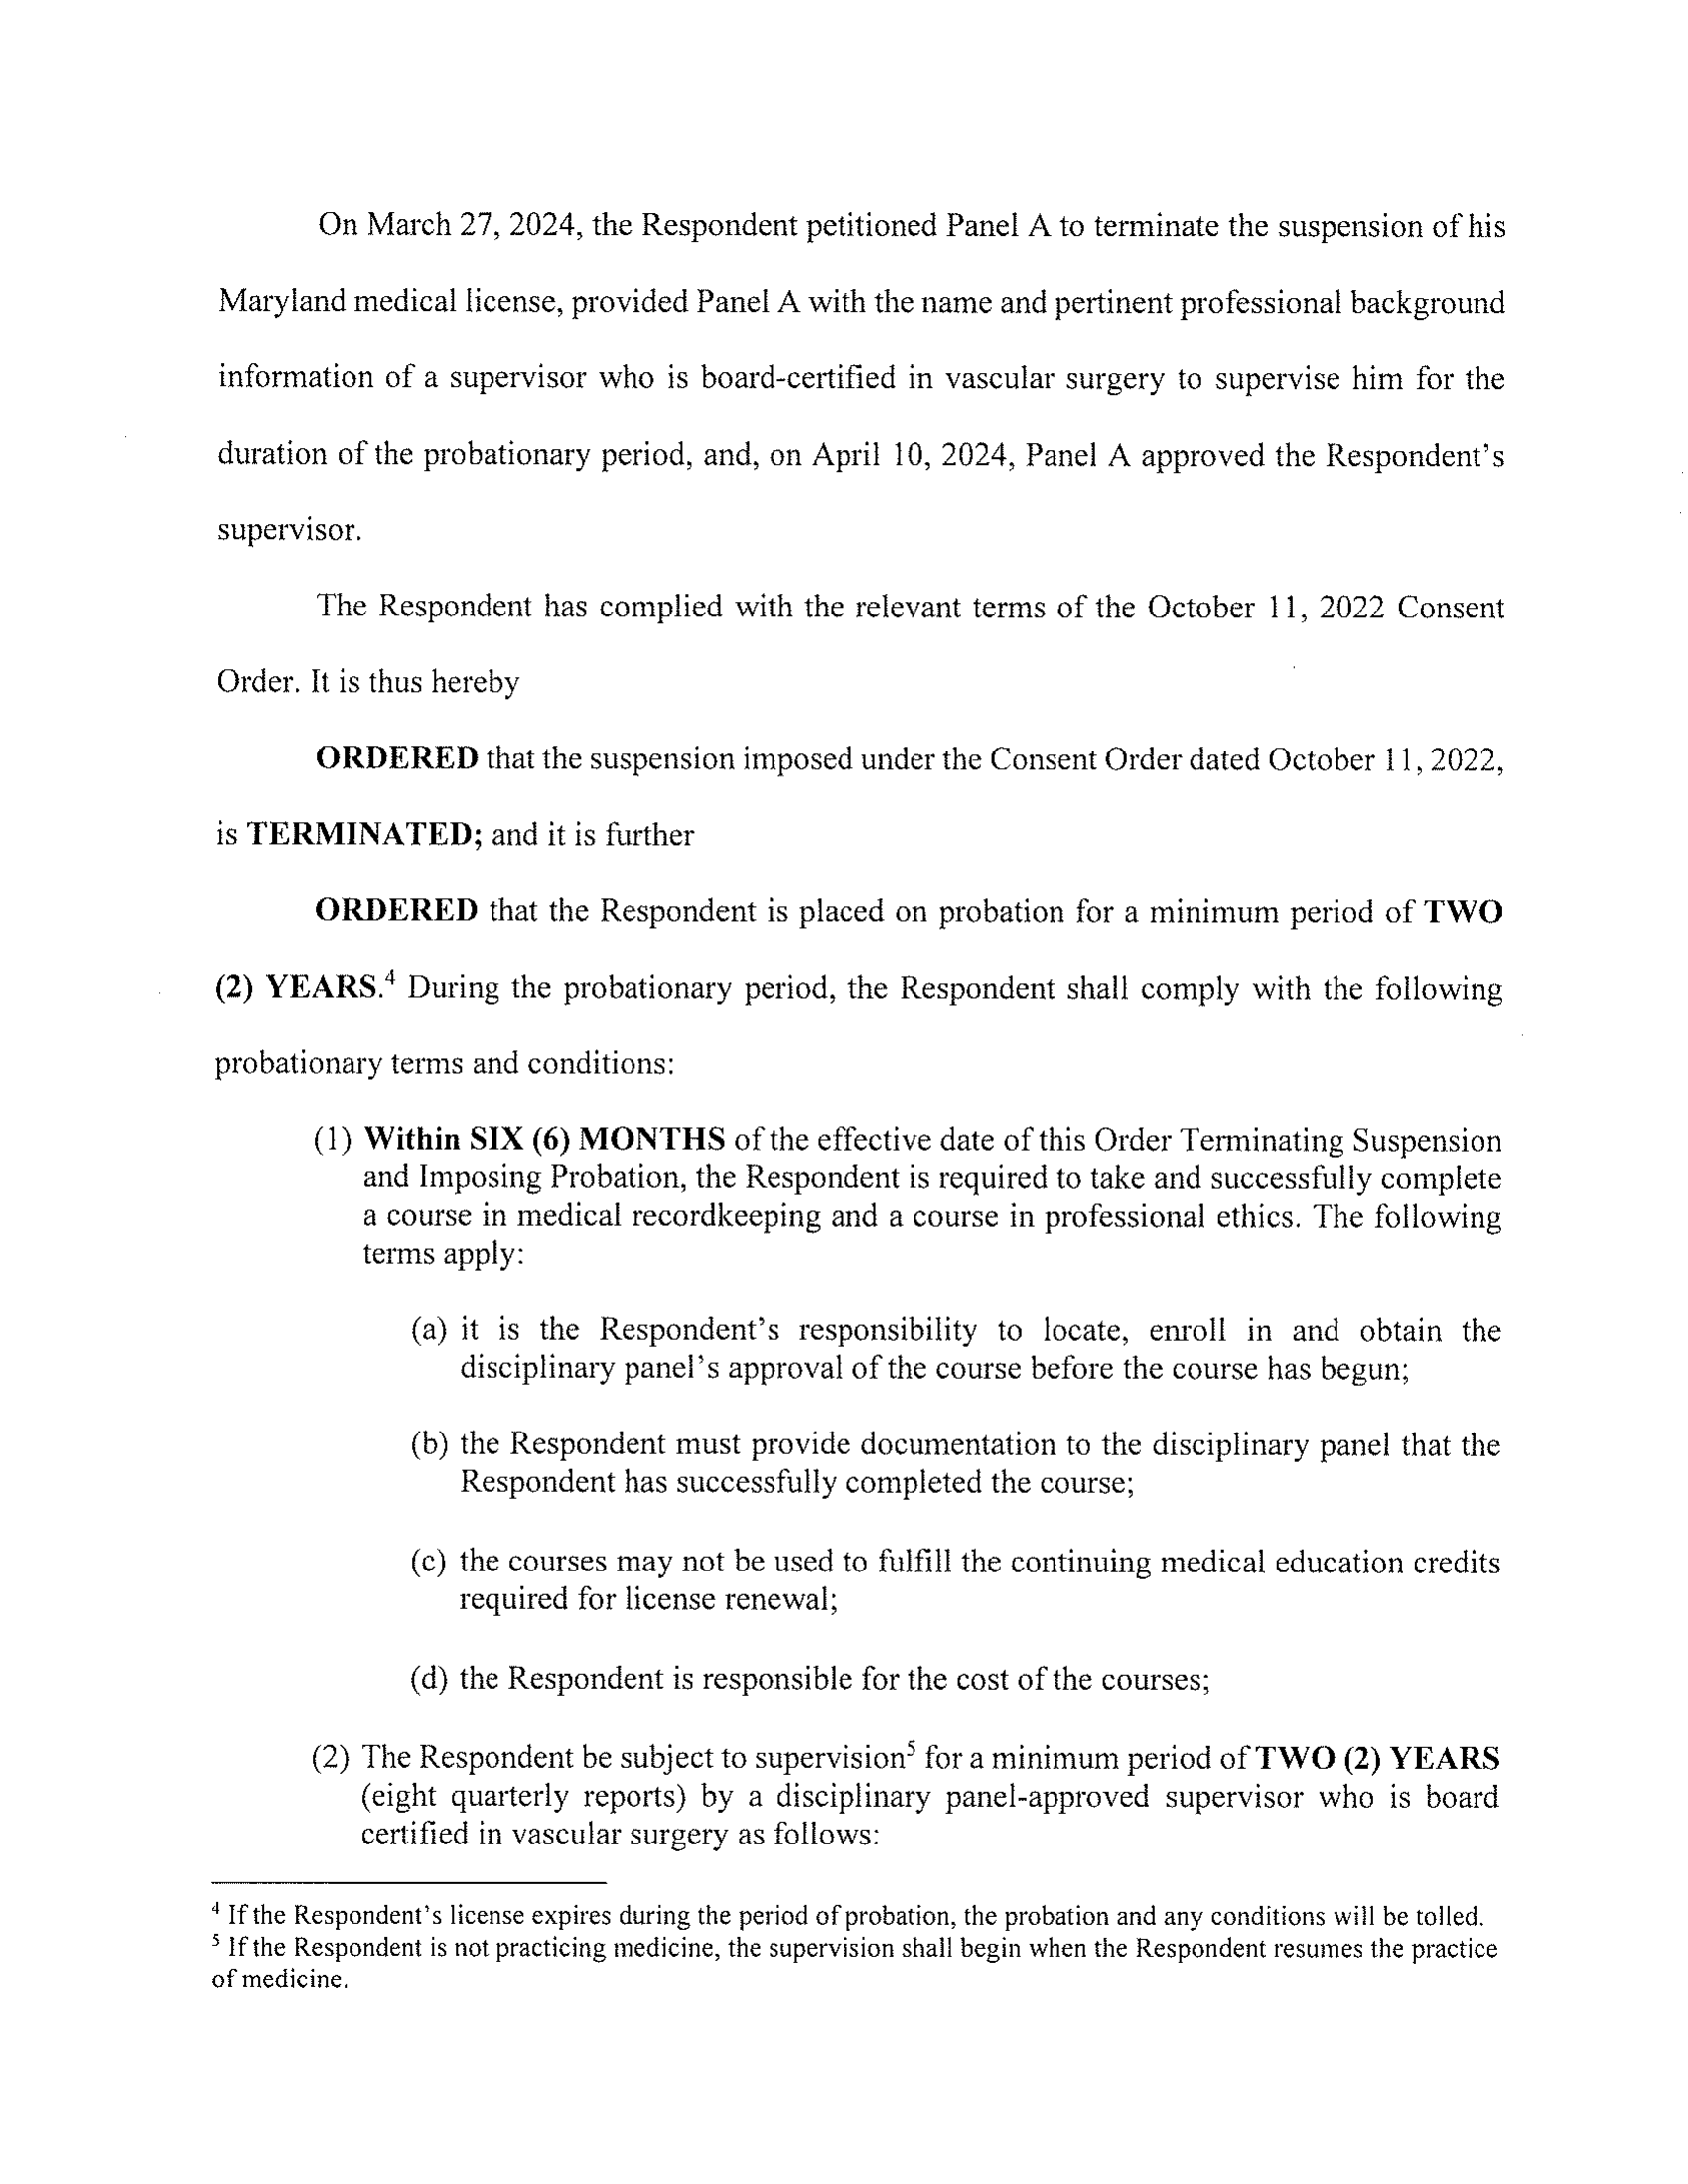 On March 27, 2024, the Respondent petitioned Panel A to terminate the suspension of his
Maryland medical license, provided Panel A with the name and pertinent professional background
information of a supervisor who is board-certified in vascular surgery to supervise him for the
duration of the probationary period, and, on April 10, 2024, Panel A approved the Respondent's
supervisor.
The Respondent has complied with the relevant terms of the October 11, 2022 Consent
Order. It is thus hereby
ORDERED that the suspension imposed under the Consent Order dated October 11, 2022,
is TERMINATED; and it is further
ORDERED that the Respondent is placed on probation for a minimum period of TWO
(2) YEARS.⁴ During the probationary period, the Respondent shall comply with the following
probationary terms and conditions:
(1) Within SIX (6) MONTHS of the effective date of this Order Terminating Suspension
and Imposing Probation, the Respondent is required to take and successfully complete
a course in medical recordkeeping and a course in professional ethics. The following
terms apply:
(a) it is the Respondent's responsibility to locate, enroll in and obtain the
disciplinary panel's approval of the course before the course has begun;
(b) the Respondent must provide documentation to the disciplinary panel that the
Respondent has successfully completed the course;
(c) the courses may not be used to fulfill the continuing medical education credits
required for license renewal;
(d) the Respondent is responsible for the cost of the courses;
(2) The Respondent be subject to supervision⁵ for a minimum period of TWO (2) YEARS
(eight quarterly reports) by a disciplinary panel-approved supervisor who is board
certified in vascular surgery as follows:
⁴ If the Respondent's license expires during the period of probation, the probation and any conditions will be tolled.
⁵ If the Respondent is not practicing medicine, the supervision shall begin when the Respondent resumes the practice
of medicine.